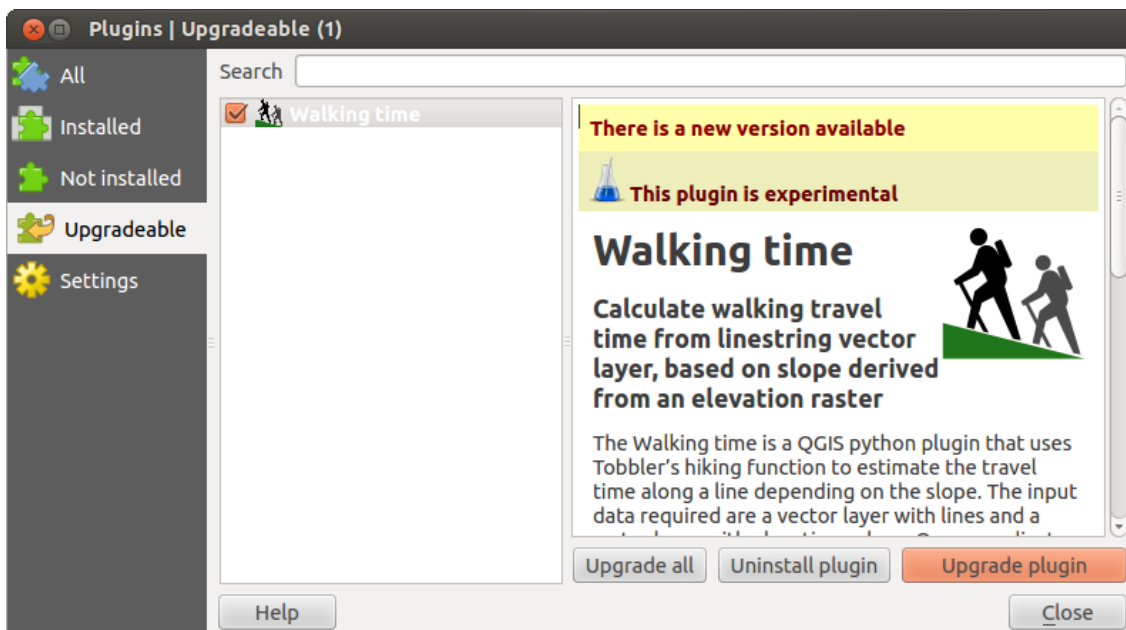 Plugins | Upgradeable (1)
All
Installed
Not installed
Upgradeable
Settings
Search
Walking time
There is a new version available
This plugin is experimental
Walking time
Calculate walking travel
time from linestring vector
layer, based on slope derived
from an elevation raster
The Walking time is a QGIS python plugin that uses
Tobbler's hiking function to estimate the travel
time along a line depending on the slope. The input
data required are a vector layer with lines and a
Upgrade all
Uninstall plugin
Upgrade plugin
Help
Close